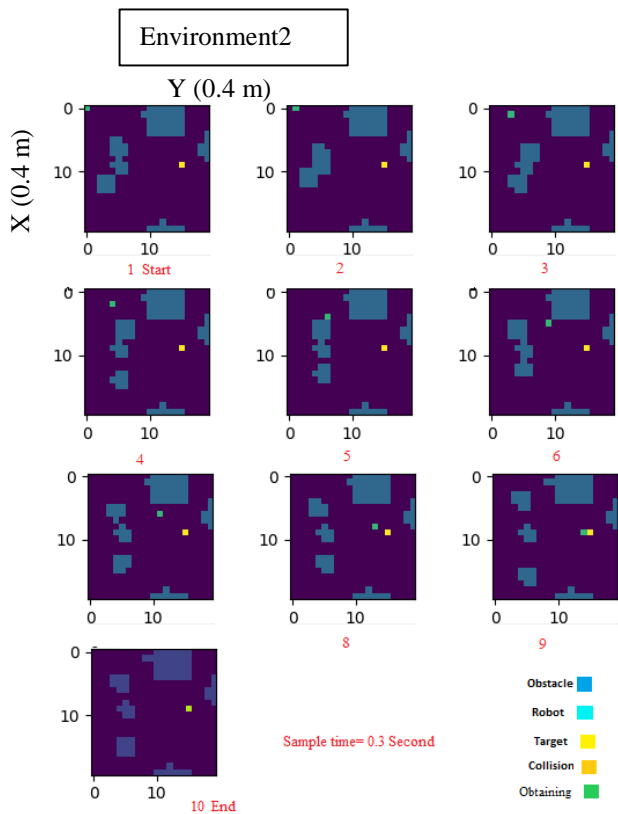 Environment2
Y (0.4 m)
X (0.4 m)
0 0 0
10 10 10
0 10 0 10 0 10
1 Start 2 3
0 0 0
10 10 10
0 10 0 10 0 10
4 5 6
0 0 0
10 10 10
0 10 0 10 0 10
8 9
0
10
0 10
10 End
Sample time= 0.3 Second
Obstacle
Robot
Target
Collision
Obtaining